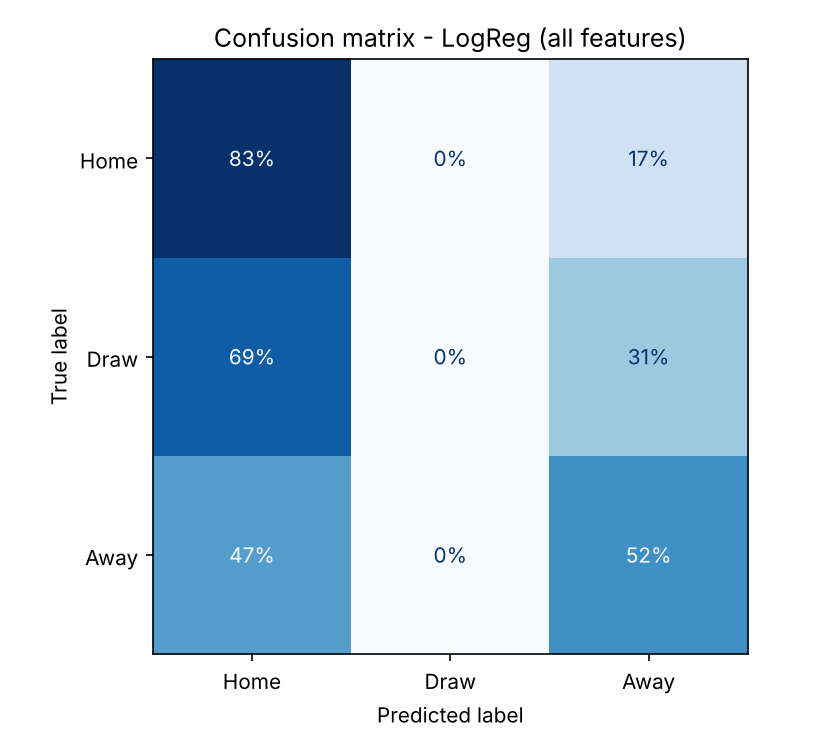 Confusion matrix - LogReg (all features)
True label
Home
83%
0%
17%
Draw
69%
0%
31%
Away
47%
0%
52%
Home
Draw
Away
Predicted label